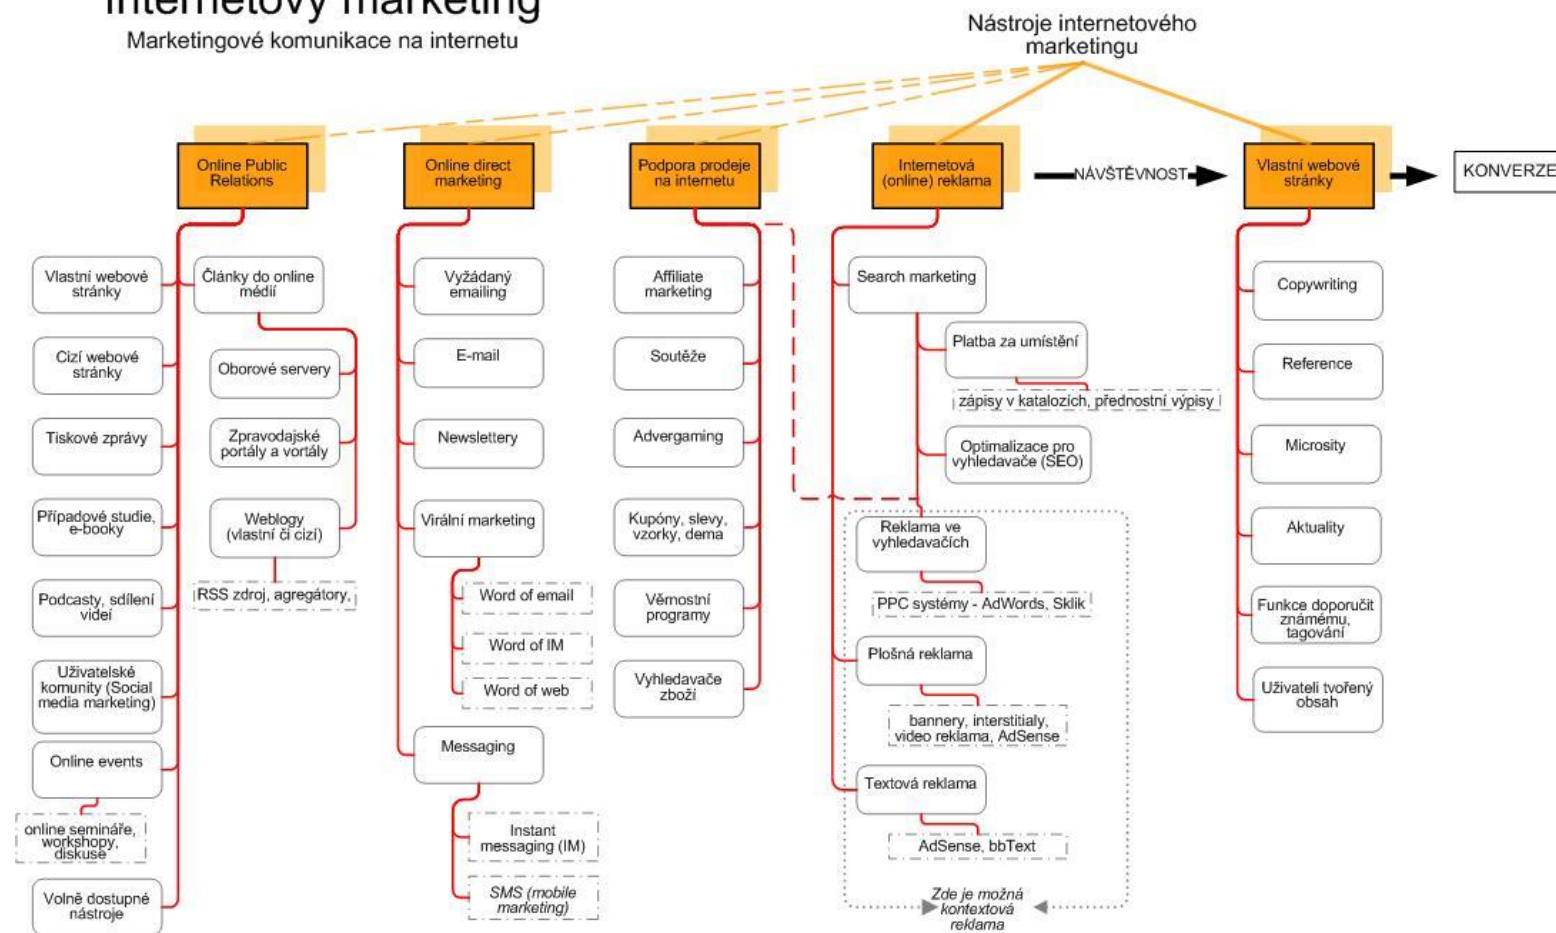 Internetový marketing
Marketingové komunikace na internetu
Nástroje internetového
marketingu
Online Public
Relations
Online direct
marketing
Podpora prodeje
na internetu
Internetová
(online) reklama
NÁVŠTĚVNOST
Vlastní webové
stránky
KONVERZE
Vlastní webové
stránky
Cizí webové
stránky
Tiskové zprávy
Případové studie,
e-booky
Podcasty, sdílení
videí
Uživatelské
komunity (Social
media marketing)
Online events
online semináře,
workshopy,
diskuse
Volně dostupné
nástroje
Články do online
médií
Oborové servery
Zpravodajské
portály a vortály
Weblogy
(vlastní či cizí)
RSS zdroj, agregátory,
Vyžádaný
emailing
E-mail
Newslettery
Virální marketing
Word of email
Word of IM
Word of web
Messaging
Instant
messaging (IM)
SMS (mobile
marketing)
Affiliate
marketing
Soutěže
Advergaming
Kupóny, slevy,
vzorky, dema
Věrnostní
programy
Vyhledavače
zboží
Search marketing
Platba za umístění
zápisy v katalozích, přednostní výpisy
Optimalizace pro
vyhledavače (SEO)
Reklama ve
vyhledavačích
PPC systémy - AdWords, Sklik
Plošná reklama
bannery, interstitialy,
video reklama, AdSense
Textová reklama
AdSense, bbText
Zde je možná
kontextová
reklama
Copywriting
Reference
Microsity
Aktuality
Funkce doporučit
známému,
tagování
Uživateli tvořený
obsah